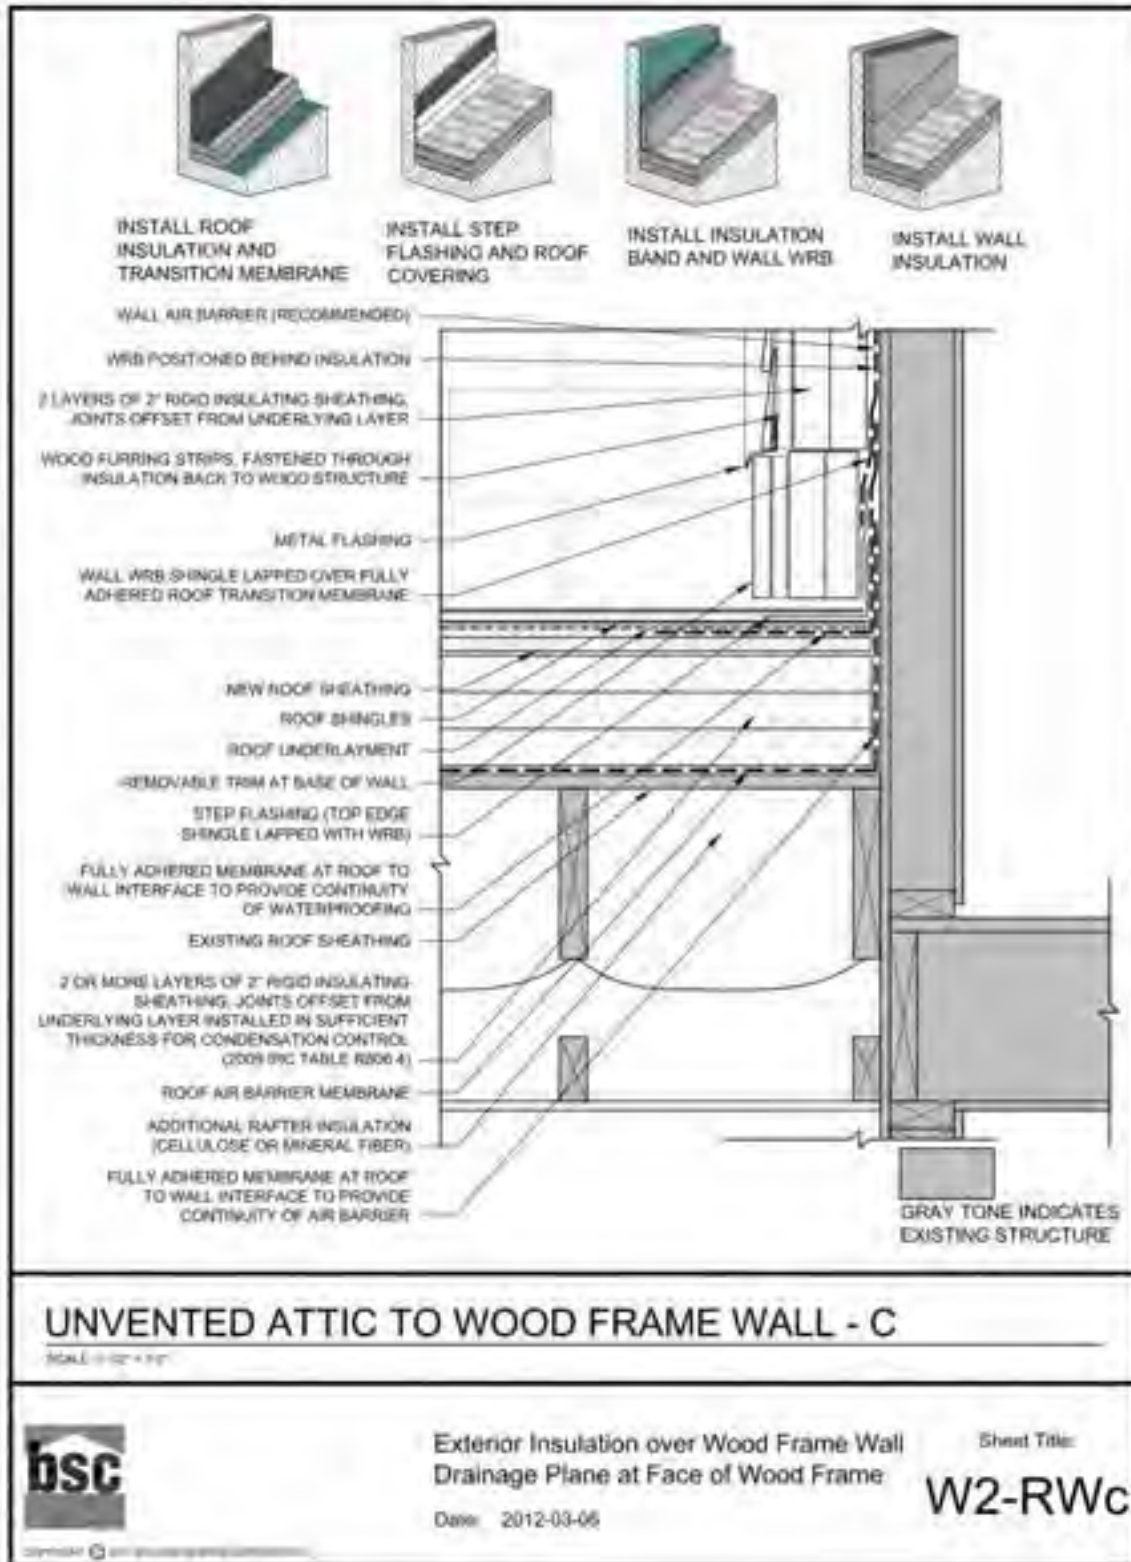 INSTALL ROOF
INSULATION AND
TRANSITION MEMBRANE
INSTALL STEP
FLASHING AND ROOF
COVERING
INSTALL INSULATION
BAND AND WALL WRB
INSTALL WALL
INSULATION
WALL AIR BARRIER (RECOMMENDED)
WRB POSITIONED BEHIND INSULATION
2 LAYERS OF 2" RIGID INSULATING SHEATHING,
JOINTS OFFSET FROM UNDERLYING LAYER
WOOD FURRING STRIPS, FASTENED THROUGH
INSULATION BACK TO WOOD STRUCTURE
METAL FLASHING
WALL WRB SHINGLE LAPPED OVER FULLY
ADHERED ROOF TRANSITION MEMBRANE
NEW ROOF SHEATHING
ROOF SHINGLES
ROOF UNDERLAYMENT
REMOVABLE TRIM AT BASE OF WALL
STEP FLASHING (TOP EDGE
SHINGLE LAPPED WITH WRB)
FULLY ADHERED MEMBRANE AT ROOF TO
WALL INTERFACE TO PROVIDE CONTINUITY
OF WATERPROOFING
EXISTING ROOF SHEATHING
2 OR MORE LAYERS OF 2" RIGID INSULATING
SHEATHING, JOINTS OFFSET FROM
UNDERLYING LAYER INSTALLED IN SUFFICIENT
THICKNESS FOR CONDENSATION CONTROL
(2009 IRC TABLE R806.4)
ROOF AIR BARRIER MEMBRANE
ADDITIONAL RAFTER INSULATION
(CELLULOSE OR MINERAL FIBER)
FULLY ADHERED MEMBRANE AT ROOF
TO WALL INTERFACE TO PROVIDE
CONTINUITY OF AIR BARRIER
GRAY TONE INDICATES
EXISTING STRUCTURE
UNVENTED ATTIC TO WOOD FRAME WALL - C
SCALE:
bsc
Exterior Insulation over Wood Frame Wall
Drainage Plane at Face of Wood Frame
Date: 2012-03-06
Sheet Title:
W2-RWc
COPYRIGHT ©